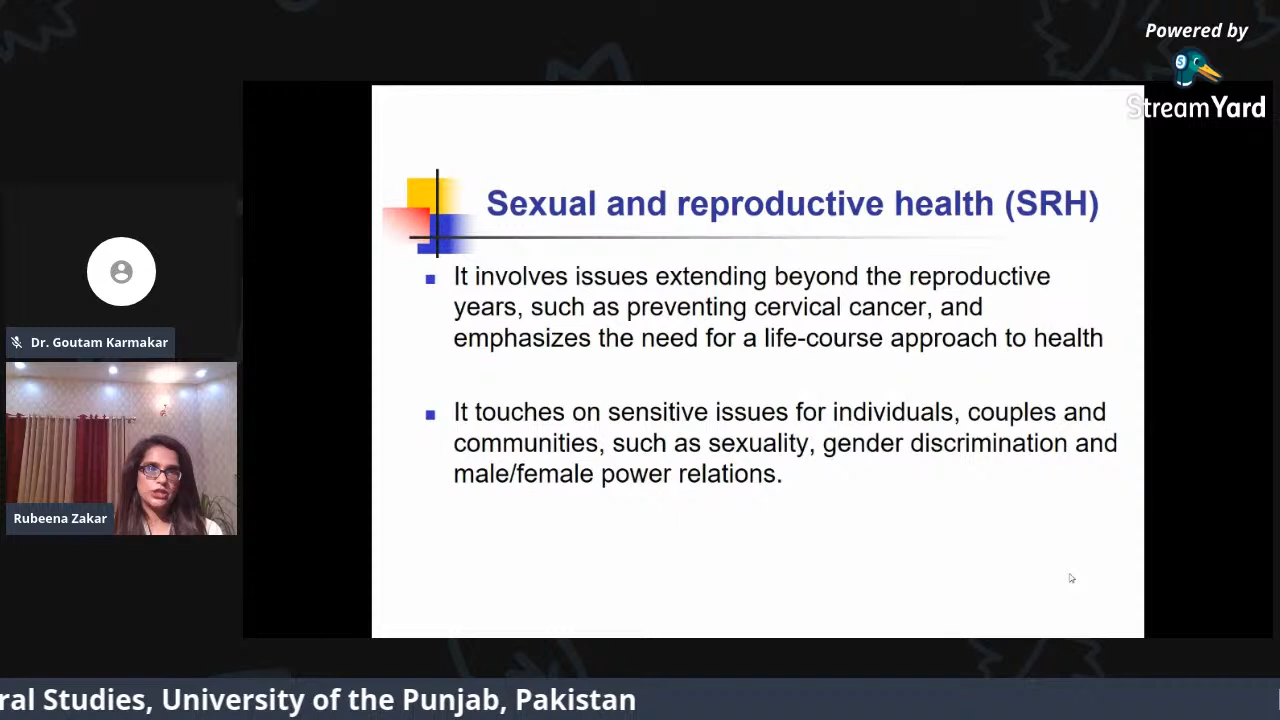 Powered by
StreamYard
Sexual and reproductive health (SRH)
It involves issues extending beyond the reproductive
years, such as preventing cervical cancer, and
emphasizes the need for a life-course approach to health
It touches on sensitive issues for individuals, couples and
communities, such as sexuality, gender discrimination and
male/female power relations.
Dr. Goutam Karmakar
Rubeena Zakar
ral Studies, University of the Punjab, Pakistan